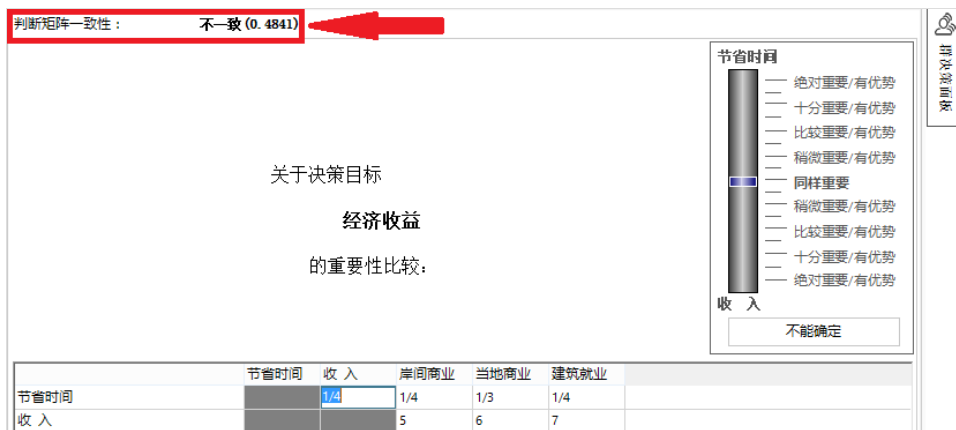 判断矩阵一致性： 不一致(0.4841)
群决策面板
节省时间
绝对重要/有优势
十分重要/有优势
比较重要/有优势
稍微重要/有优势
同样重要
稍微重要/有优势
比较重要/有优势
十分重要/有优势
绝对重要/有优势
收 入
不能确定
关于决策目标
经济收益
的重要性比较：
节省时间 收 入 岸间商业 当地商业 建筑就业
节省时间 1/4 1/4 1/3 1/4
收 入 5 6 7